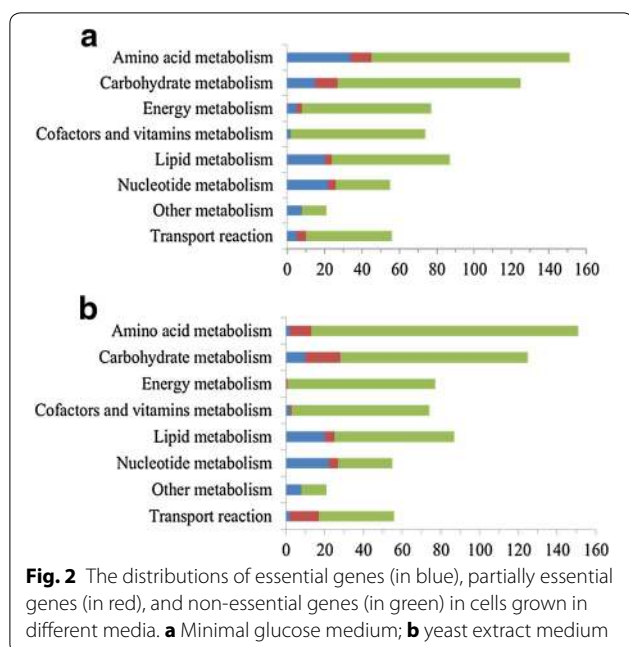 a
Amino acid metabolism
Carbohydrate metabolism
Energy metabolism
Cofactors and vitamins metabolism
Lipid metabolism
Nucleotide metabolism
Other metabolism
Transport reaction
0 20 40 60 80 100 120 140 160
b
Amino acid metabolism
Carbohydrate metabolism
Energy metabolism
Cofactors and vitamins metabolism
Lipid metabolism
Nucleotide metabolism
Other metabolism
Transport reaction
0 20 40 60 80 100 120 140 160
Fig. 2 The distributions of essential genes (in blue), partially essential
genes (in red), and non-essential genes (in green) in cells grown in
different media. a Minimal glucose medium; b yeast extract medium